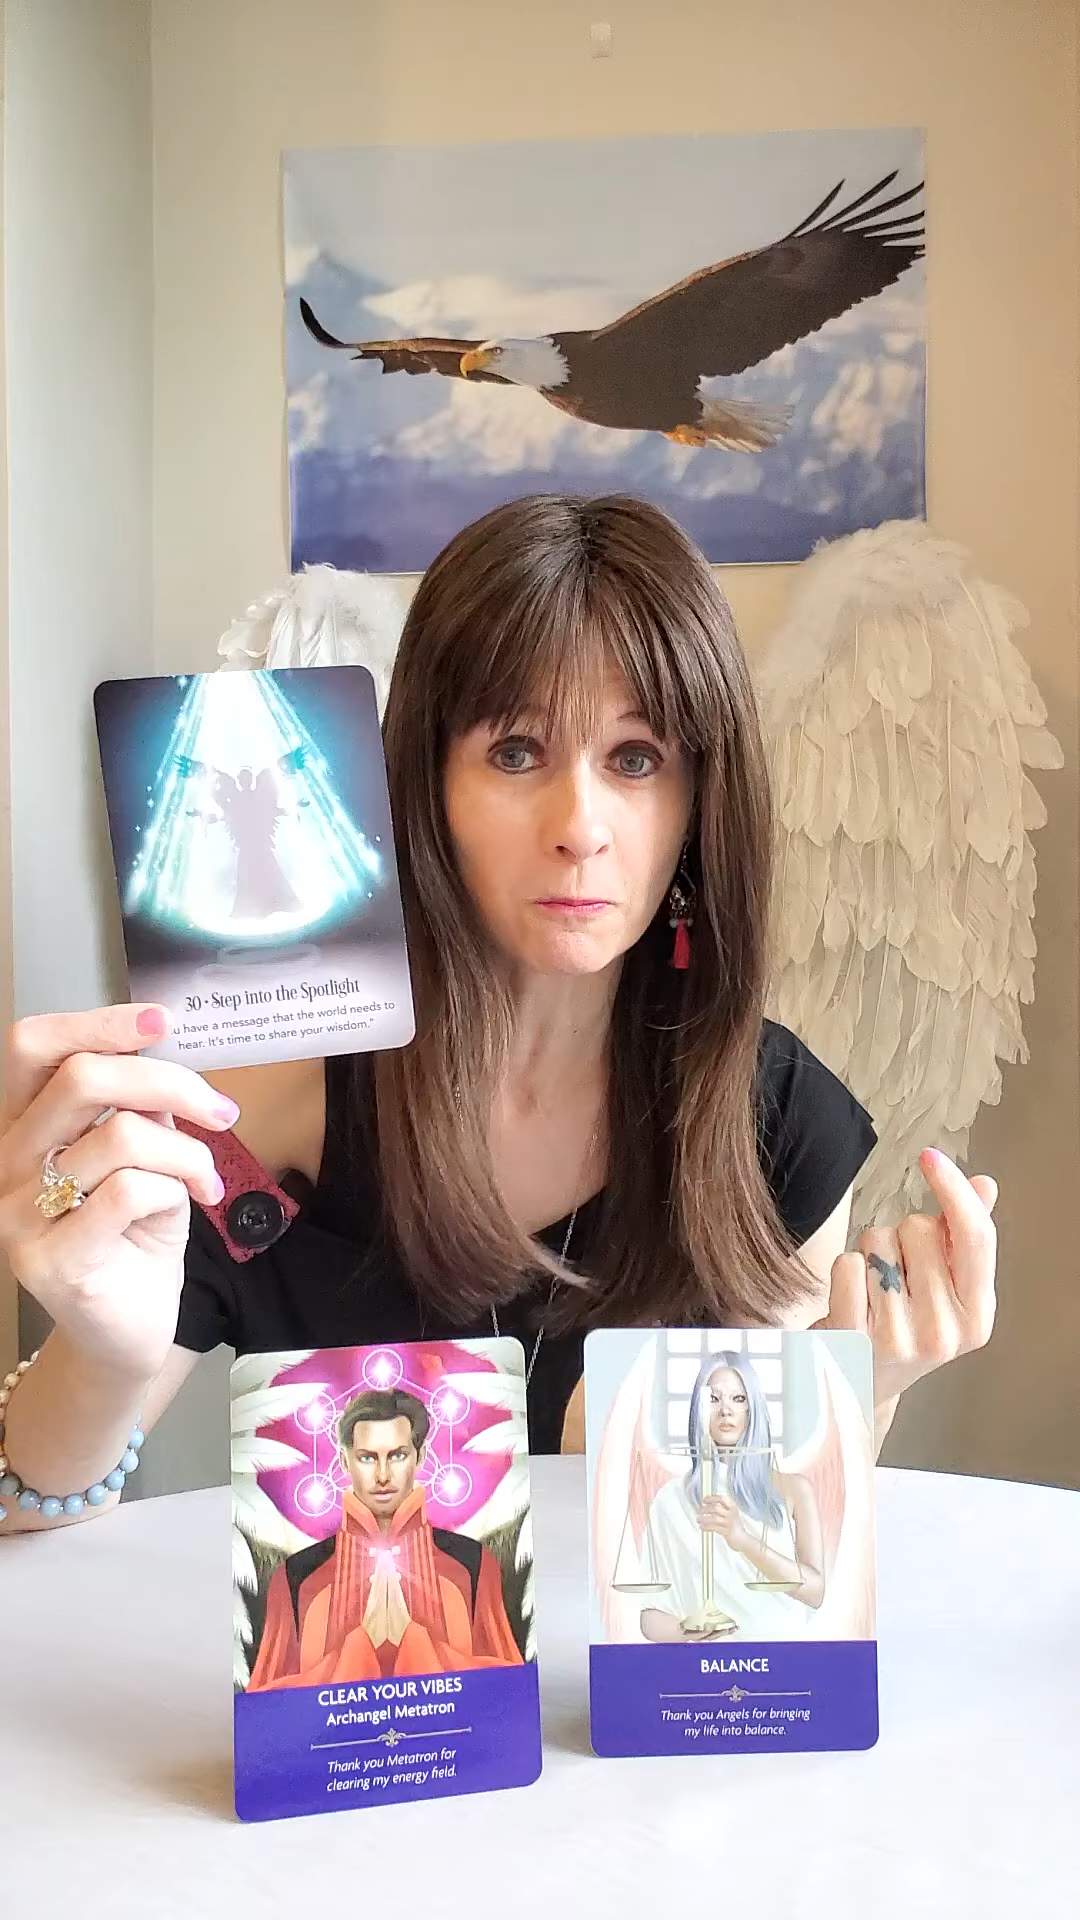 30 · Step into the Spotlight
have a message that the world needs to
hear. It's time to share your wisdom."
CLEAR YOUR VIBES
Archangel Metatron
Thank you Metatron for
clearing my energy field.
BALANCE
Thank you Angels for bringing
my life into balance.